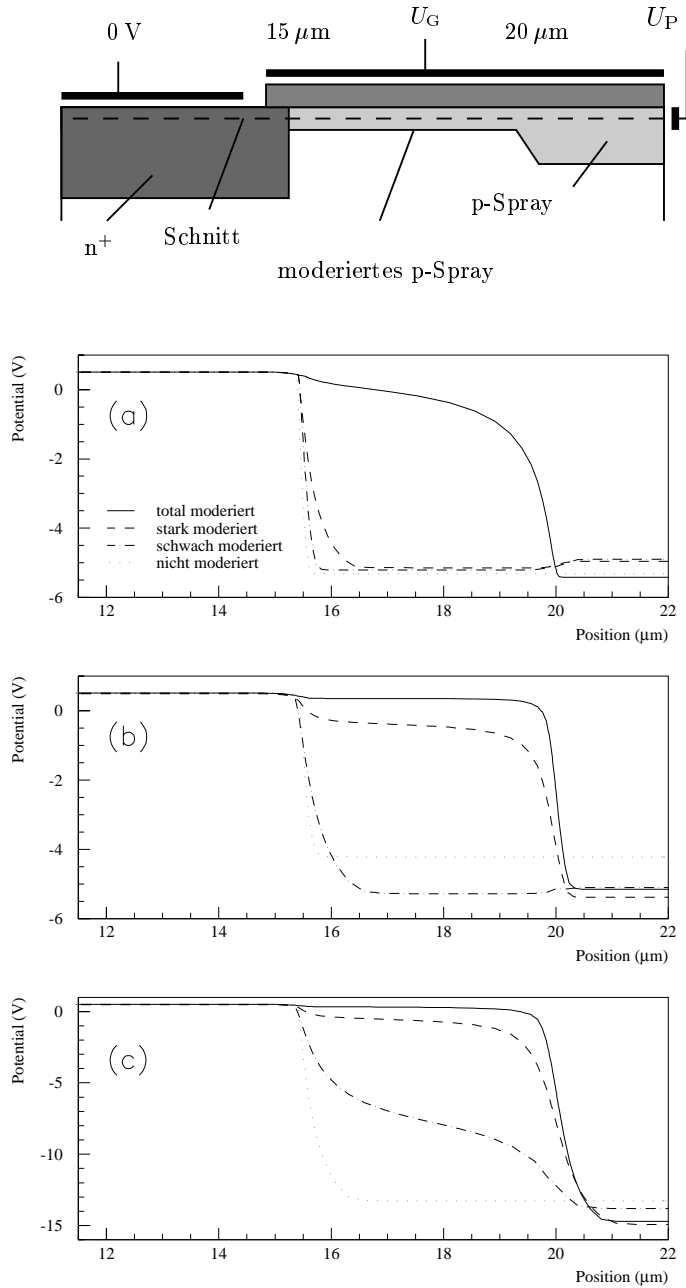 0 V 15 µm U_G 20 µm U_P
p-Spray
Schnitt
n⁺
moderiertes p-Spray
Potential (V)
0
-2
-4
-6
(a)
total moderiert
stark moderiert
schwach moderiert
nicht moderiert
12 14 16 18 20 22
Position (µm)
Potential (V)
0
-2
-4
-6
(b)
12 14 16 18 20 22
Position (µm)
Potential (V)
0
-5
-10
-15
(c)
12 14 16 18 20 22
Position (µm)